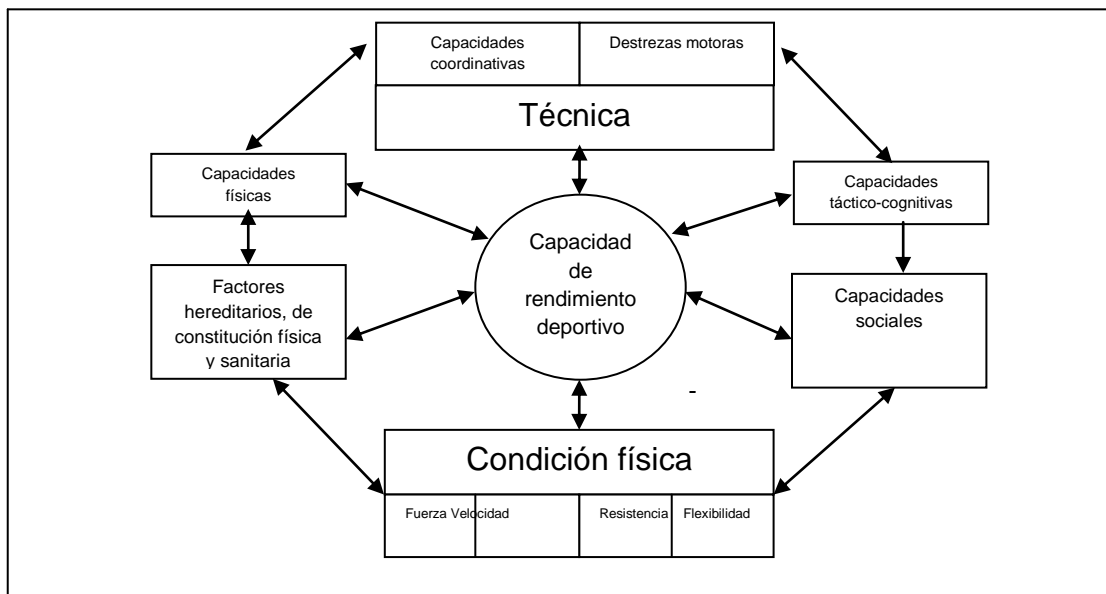 Capacidades
coordinativas
Destrezas motoras
Técnica
Capacidades
físicas
Capacidades
táctico-cognitivas
Capacidad
de
rendimiento
deportivo
Factores
hereditarios, de
constitución física
y sanitaria
Capacidades
sociales
-
Condición física
Fuerza Velocidad
Resistencia
Flexibilidad